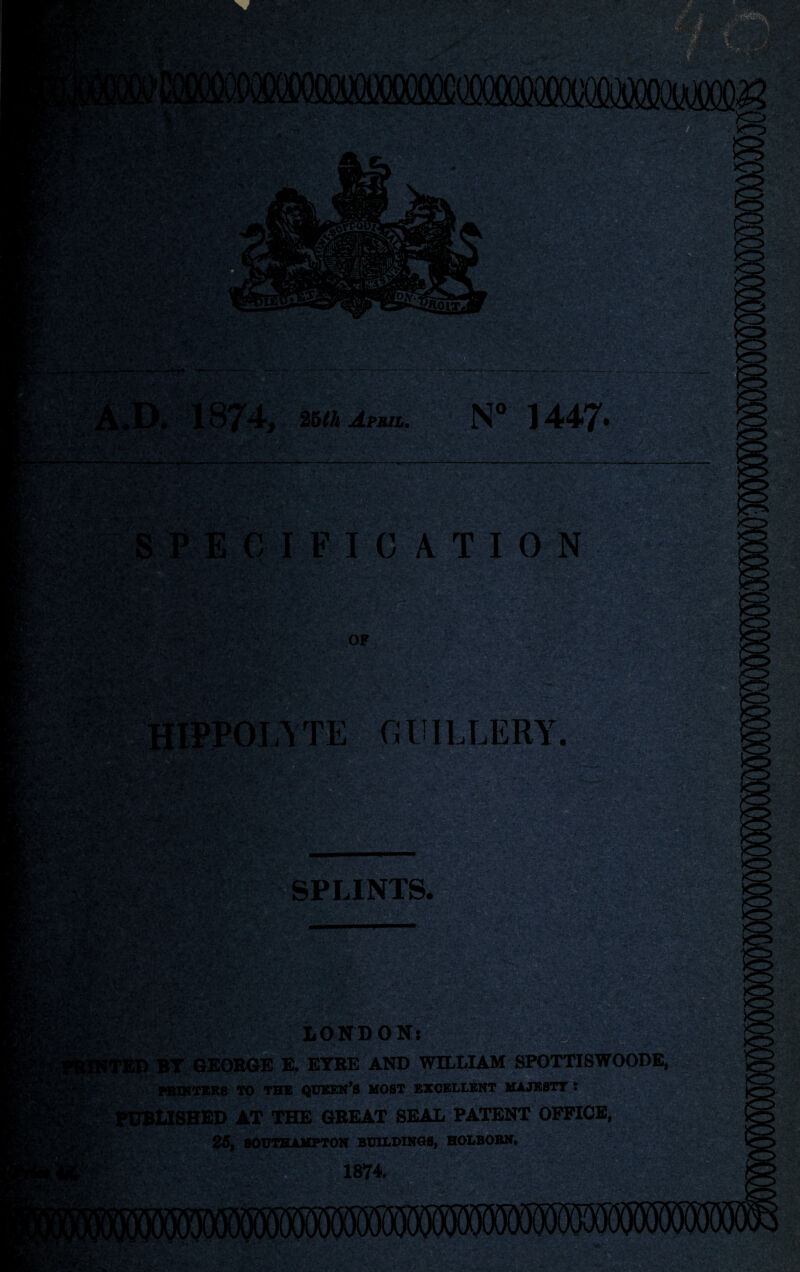 A.D. 1874, 25th APRIL. N° 1447.
SPECIFICATION
OF
HIPPOLYTE GUILLERY.
SPLINTS.
LONDON:
PRINTED BY GEORGE E. EYRE AND WILLIAM SPOTTISWOODE,
PRINTERS TO THE QUEEN'S MOST EXCELLENT MAJESTY:
PUBLISHED AT THE GREAT SEAL PATENT OFFICE,
25, SOUTHAMPTON BUILDINGS, HOLBORN.
1874.